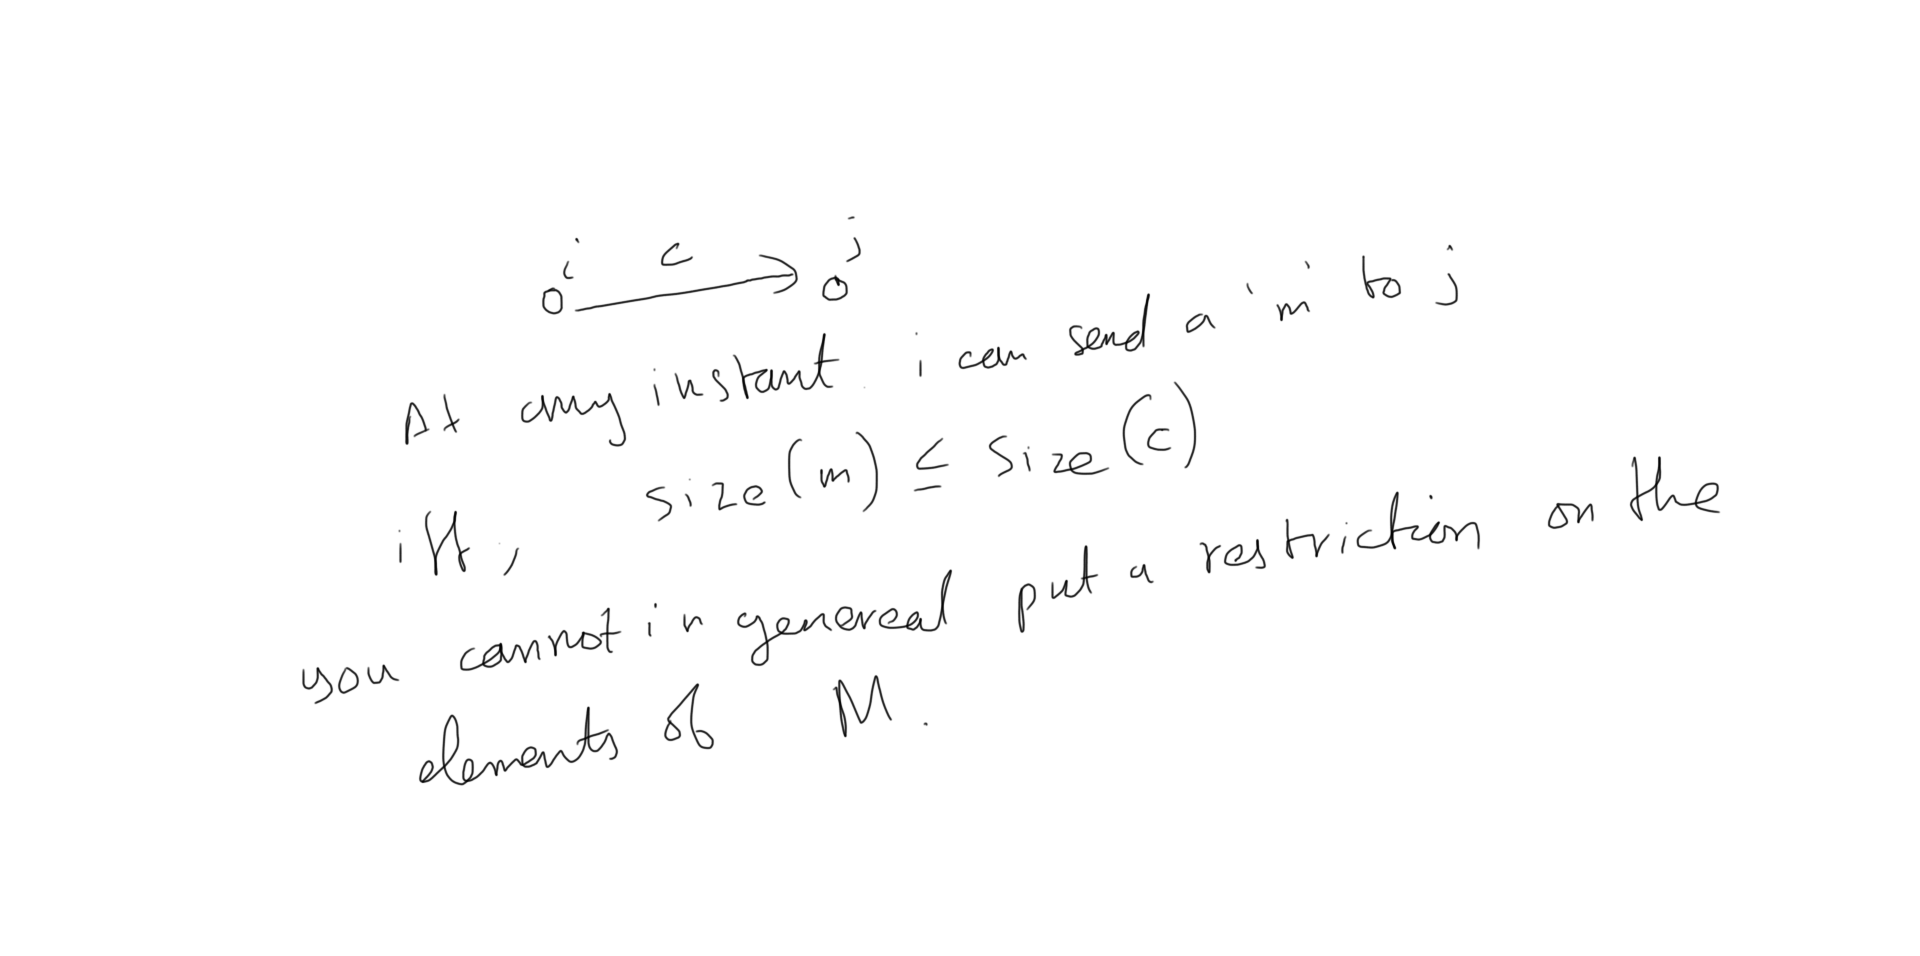 i c j
At any instant i can send a 'm' to j
iff, size(m) ≤ size(c)
you cannot in genereal put a restriction on the
elements of M.